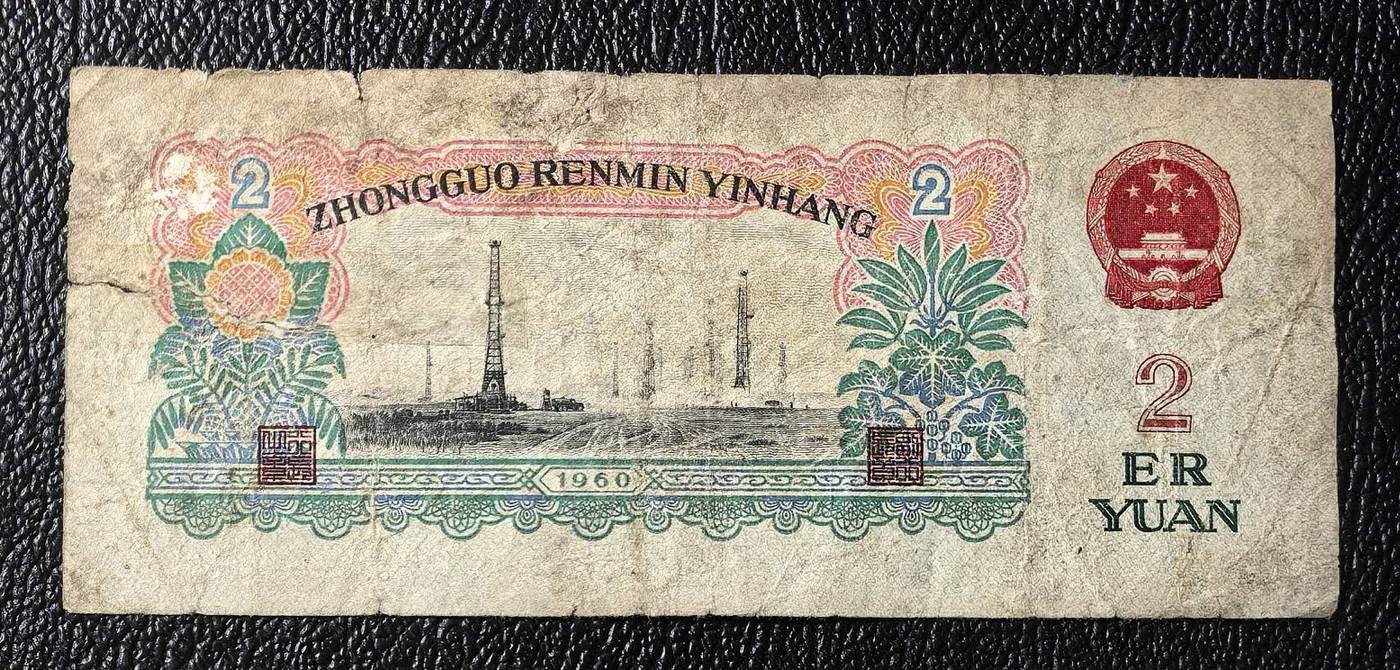 2 ZHONGGUO RENMIN YINHANG 2
1960
2
ER
YUAN